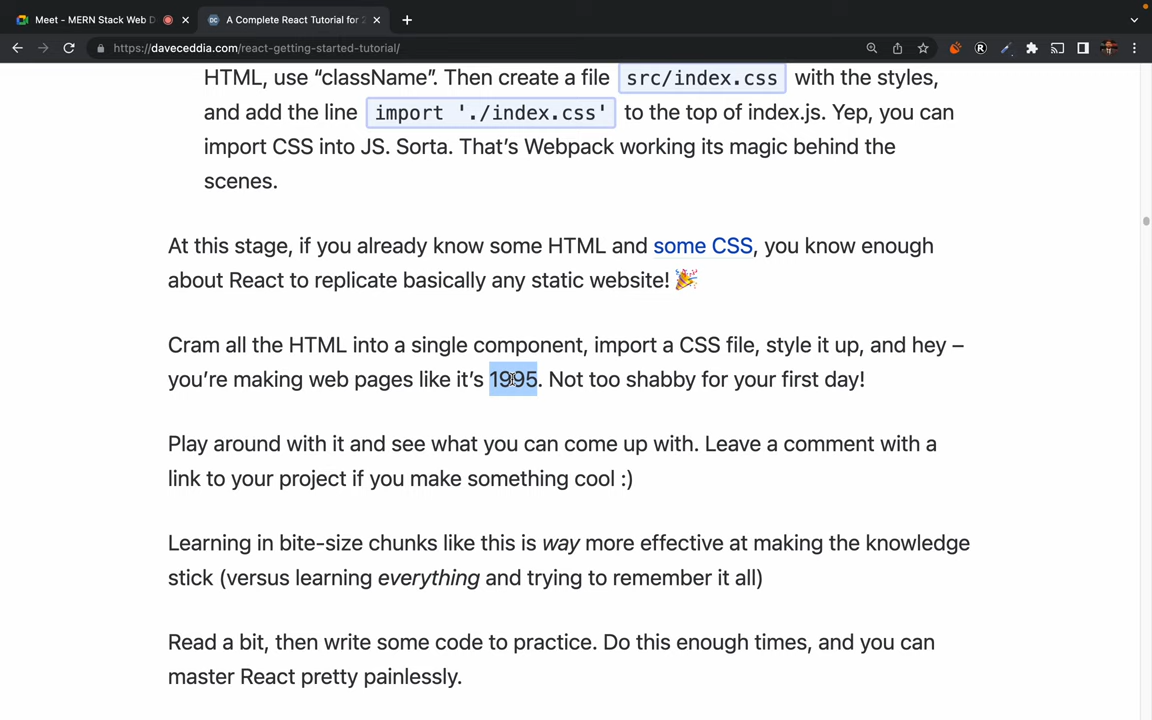 Meet - MERN Stack Web D
A Complete React Tutorial for 2
https://daveceddia.com/react-getting-started-tutorial/
HTML, use “className”. Then create a file src/index.css with the styles,
and add the line import './index.css' to the top of index.js. Yep, you can
import CSS into JS. Sorta. That’s Webpack working its magic behind the
scenes.
At this stage, if you already know some HTML and some CSS, you know enough
about React to replicate basically any static website! 🎉
Cram all the HTML into a single component, import a CSS file, style it up, and hey –
you’re making web pages like it’s 1995. Not too shabby for your first day!
Play around with it and see what you can come up with. Leave a comment with a
link to your project if you make something cool :)
Learning in bite-size chunks like this is way more effective at making the knowledge
stick (versus learning everything and trying to remember it all)
Read a bit, then write some code to practice. Do this enough times, and you can
master React pretty painlessly.